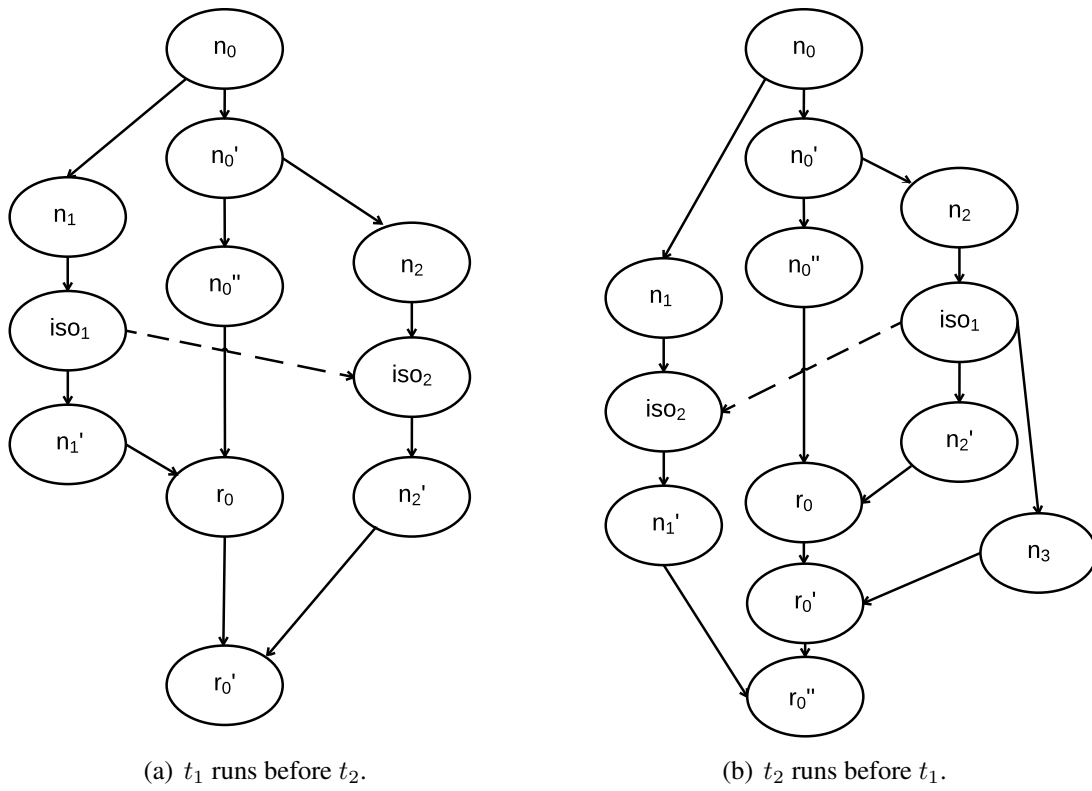 n₀
n₀'
n₁
n₂
n₀''
iso₁
iso₂
n₁'
r₀
n₂'
r₀'
(a) t₁ runs before t₂.
n₀
n₀'
n₂
n₀''
n₁
iso₁
iso₂
n₂'
r₀
n₁'
n₃
r₀'
r₀''
(b) t₂ runs before t₁.